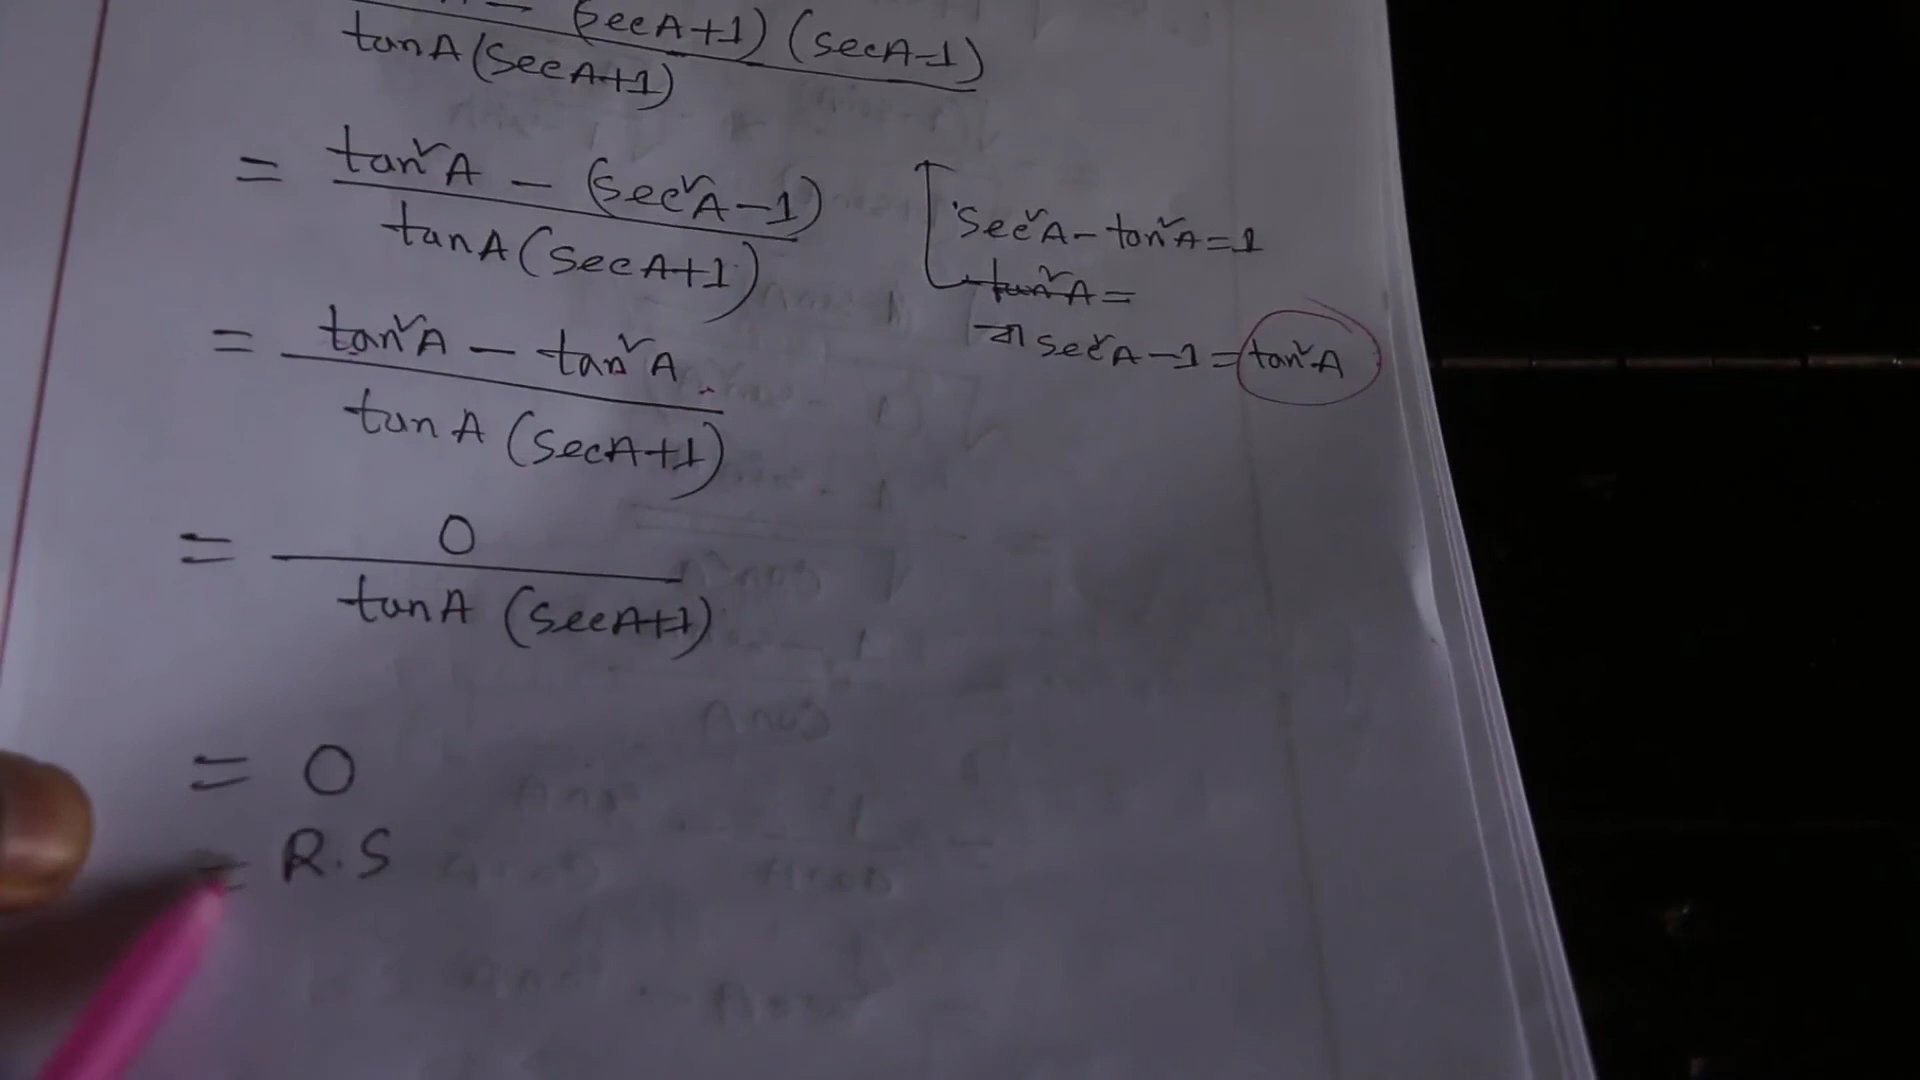 – (secA+1) (secA-1)
tanA (secA+1)
= tan²A – (sec²A-1)
tanA (secA+1)
[sec²A – tan²A = 1
tan²A =
বা sec²A – 1 = tan²A
= tan²A – tan²A
tanA (secA+1)
= 0
tanA (secA+1)
= 0
= R.S